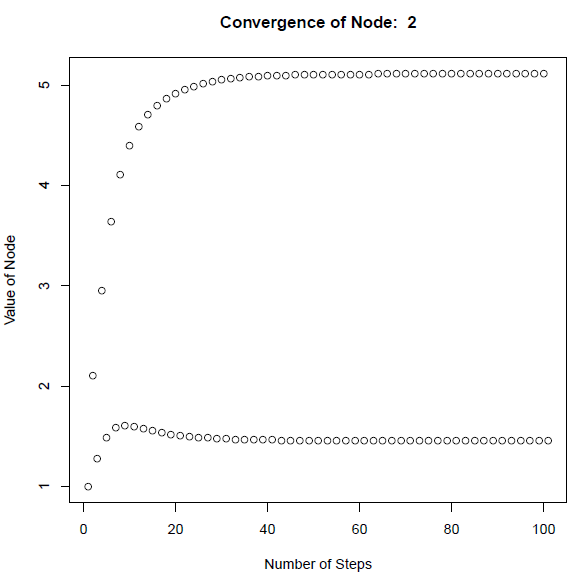 Convergence of Node:  2
Value of Node
5
4
3
2
1
0 20 40 60 80 100
Number of Steps